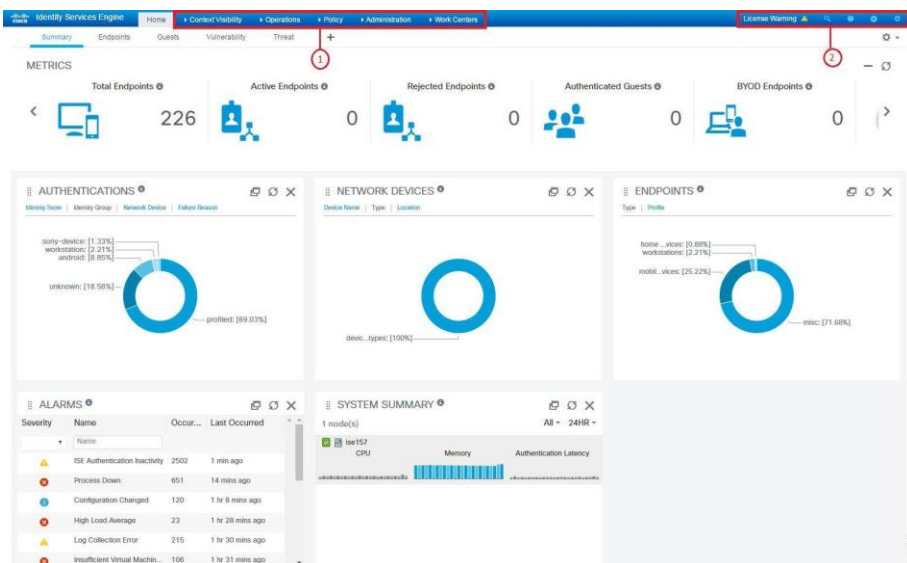 cisco Identity Services Engine Home Context Visibility Operations Policy Administration Work Centers License Warning
Summary Endpoints Guests Vulnerability Threat +
1 2
METRICS
Total Endpoints Active Endpoints Rejected Endpoints Authenticated Guests BYOD Endpoints
226 0 0 0 0
AUTHENTICATIONS
Identity Store | Identity Group | Network Device | Failure Reason
sony-device: [1.33%]
workstation: [2.21%]
android: [8.85%]
unknown: [18.58%]
profiled: [69.03%]
NETWORK DEVICES
Device Name | Type | Location
devic...types: [100%]
ENDPOINTS
Type | Profile
home ...vices: [0.88%]
workstations: [2.21%]
mobil...vices: [25.22%]
misc: [71.68%]
ALARMS
Severity Name Occur... Last Occurred
Name
ISE Authentication Inactivity 2502 1 min ago
Process Down 651 14 mins ago
Configuration Changed 120 1 hr 8 mins ago
High Load Average 23 1 hr 28 mins ago
Log Collection Error 215 1 hr 30 mins ago
Insufficient Virtual Machin... 106 1 hr 31 mins ago
SYSTEM SUMMARY
1 node(s) All 24HR
ise157
CPU Memory Authentication Latency